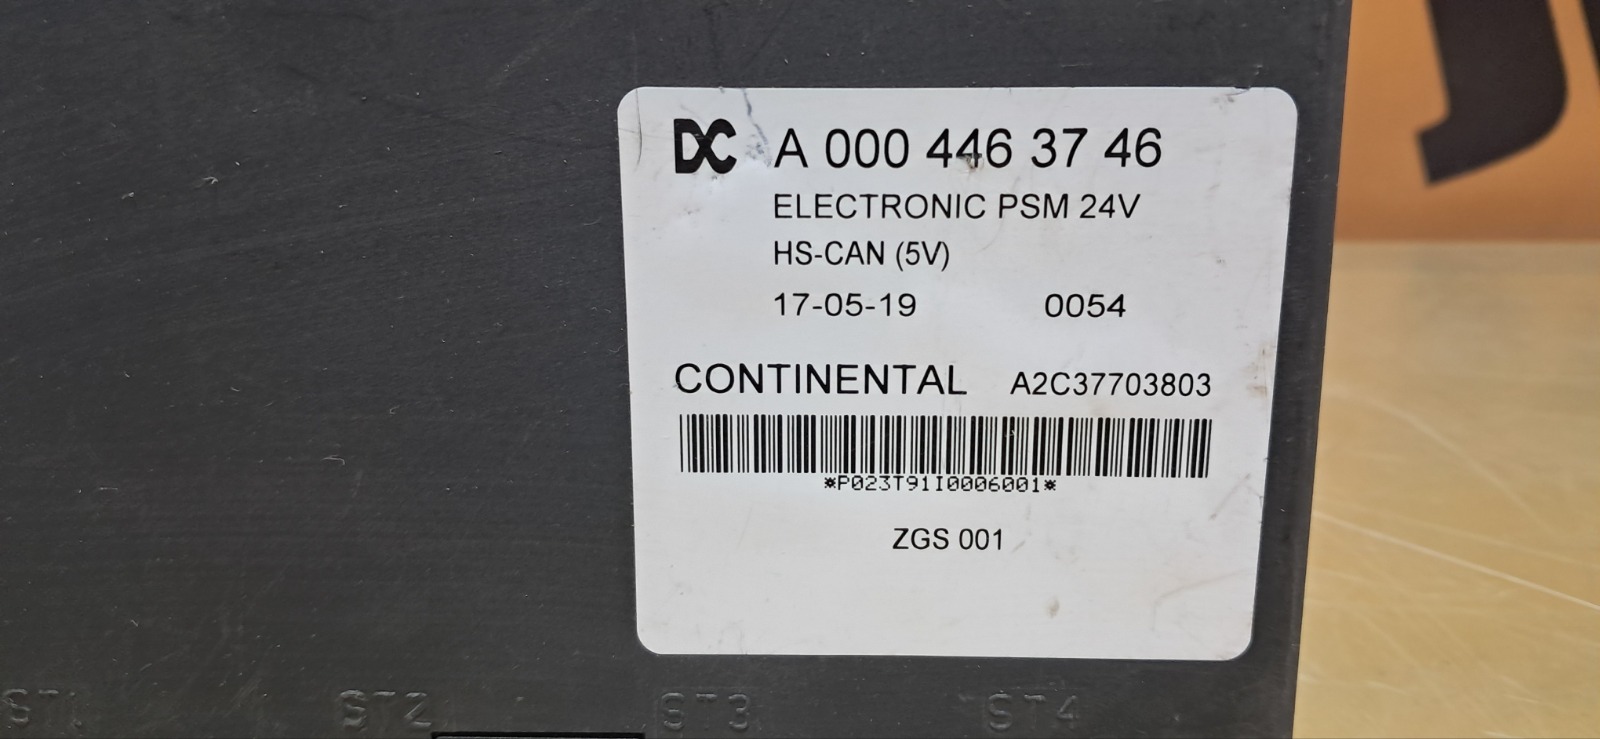 DC A 000 446 37 46
ELECTRONIC PSM 24V
HS-CAN (5V)
17-05-19 0054
CONTINENTAL A2C37703803
*P023T91I0006001*
ZGS 001
ST1 ST2 ST3 ST4